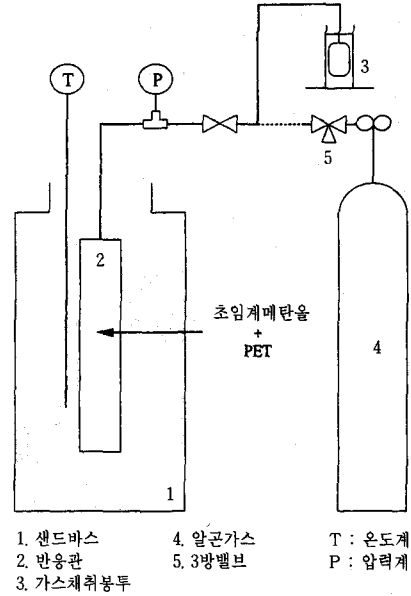 T
P
3
5
2
초임계메탄올
+
PET
4
1
1. 샌드바스
2. 반응관
3. 가스채취봉투
4. 알곤가스
5. 3방밸브
T : 온도계
P : 압력계